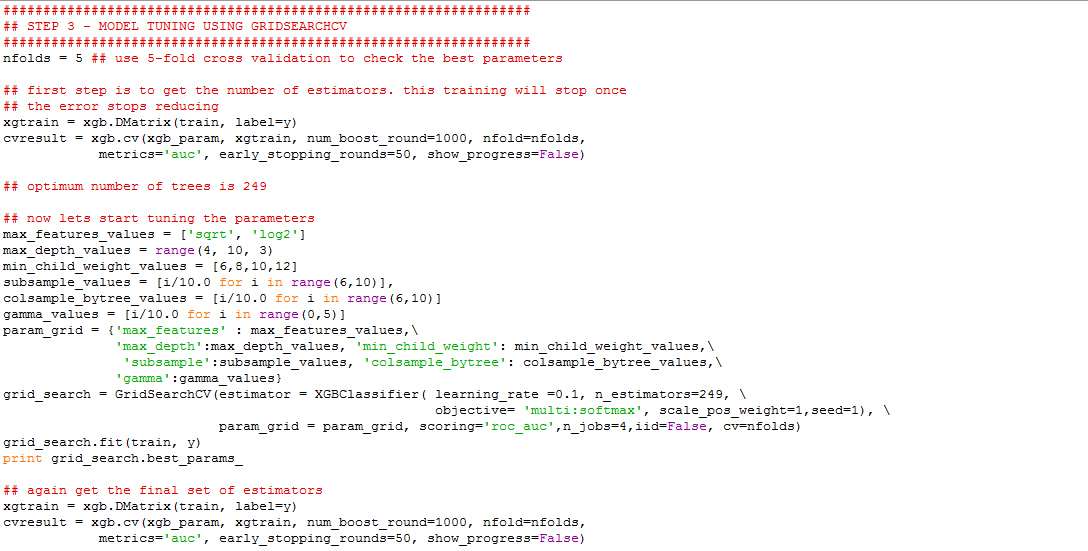 ##################################################################
## STEP 3 - MODEL TUNING USING GRIDSEARCHCV
##################################################################
nfolds = 5 ## use 5-fold cross validation to check the best parameters
## first step is to get the number of estimators. this training will stop once
## the error stops reducing
xgtrain = xgb.DMatrix(train, label=y)
cvresult = xgb.cv(xgb_param, xgtrain, num_boost_round=1000, nfold=nfolds,
            metrics='auc', early_stopping_rounds=50, show_progress=False)
## optimum number of trees is 249
## now lets start tuning the parameters
max_features_values = ['sqrt', 'log2']
max_depth_values = range(4, 10, 3)
min_child_weight_values = [6,8,10,12]
subsample_values = [i/10.0 for i in range(6,10)],
colsample_bytree_values = [i/10.0 for i in range(6,10)]
gamma_values = [i/10.0 for i in range(0,5)]
param_grid = {'max_features' : max_features_values,\
              'max_depth':max_depth_values, 'min_child_weight': min_child_weight_values,\
               'subsample':subsample_values, 'colsample_bytree': colsample_bytree_values,\
              'gamma':gamma_values}
grid_search = GridSearchCV(estimator = XGBClassifier( learning_rate =0.1, n_estimators=249, \
                                                      objective= 'multi:softmax', scale_pos_weight=1,seed=1), \
                           param_grid = param_grid, scoring='roc_auc',n_jobs=4,iid=False, cv=nfolds)
grid_search.fit(train, y)
print grid_search.best_params_
## again get the final set of estimators
xgtrain = xgb.DMatrix(train, label=y)
cvresult = xgb.cv(xgb_param, xgtrain, num_boost_round=1000, nfold=nfolds,
            metrics='auc', early_stopping_rounds=50, show_progress=False)